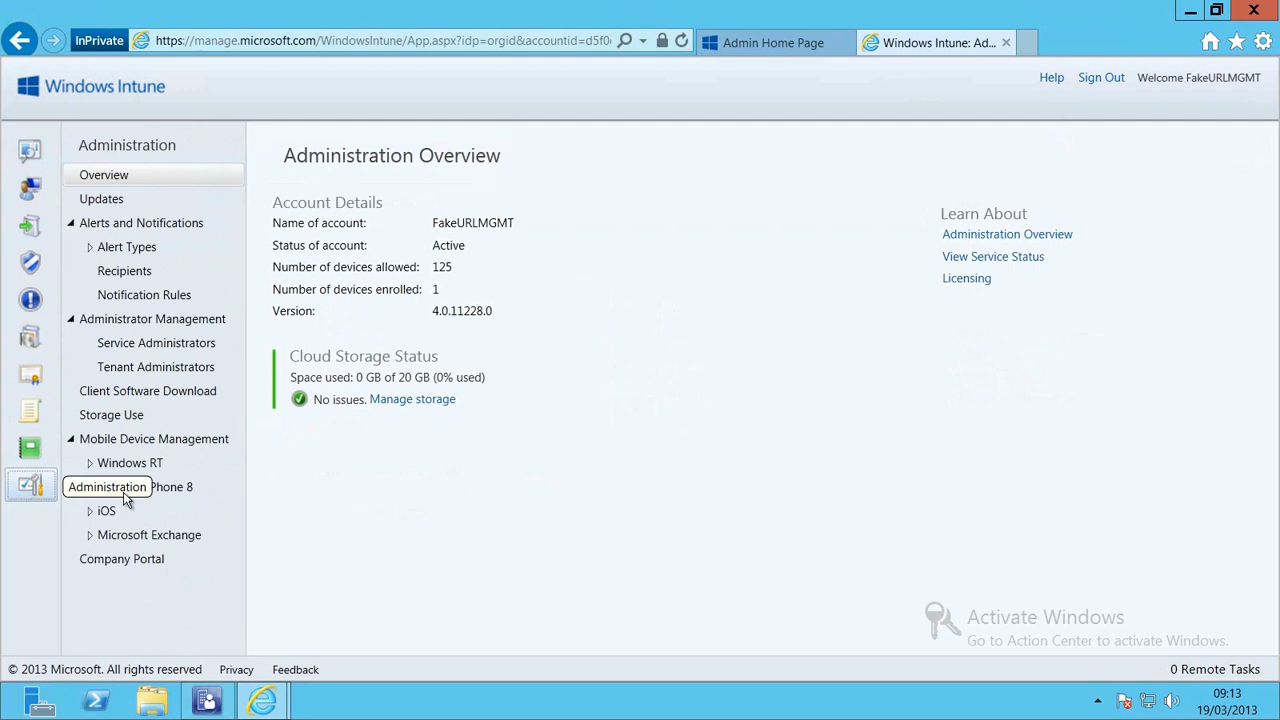 InPrivate
https://manage.microsoft.com/WindowsIntune/App.aspx?idp=orgid&accountid=d5f0
Admin Home Page
Windows Intune: Ad...
Windows Intune
Help
Sign Out
Welcome FakeURLMGMT
Administration
Overview
Updates
Alerts and Notifications
Alert Types
Recipients
Notification Rules
Administrator Management
Service Administrators
Tenant Administrators
Client Software Download
Storage Use
Mobile Device Management
Windows RT
Administration
Phone 8
iOS
Microsoft Exchange
Company Portal
Administration Overview
Account Details
Name of account: FakeURLMGMT
Status of account: Active
Number of devices allowed: 125
Number of devices enrolled: 1
Version: 4.0.11228.0
Cloud Storage Status
Space used: 0 GB of 20 GB (0% used)
No issues. Manage storage
Learn About
Administration Overview
View Service Status
Licensing
Activate Windows
Go to Action Center to activate Windows.
© 2013 Microsoft. All rights reserved
Privacy
Feedback
0 Remote Tasks
09:13
19/03/2013